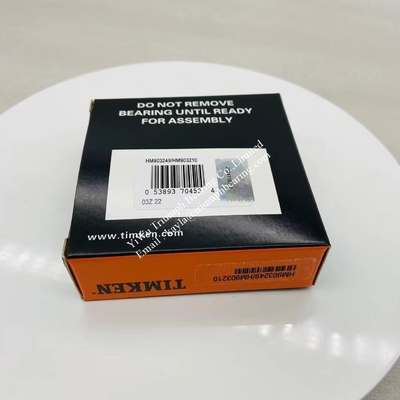 DO NOT REMOVE
BEARING UNTIL READY
FOR ASSEMBLY
HM903249/HM903210
0 53893 70452
03Z 22
www.timken.com
TIMKEN
HM903249/HM903210